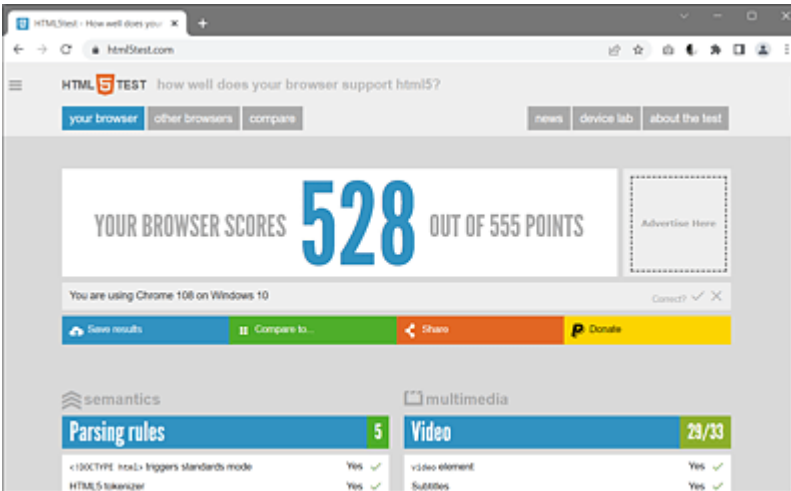 HTML5test - How well does your
html5test.com
HTML 5 TEST how well does your browser support html5?
your browser other browsers compare news device lab about the test
YOUR BROWSER SCORES 528 OUT OF 555 POINTS
Advertise Here
You are using Chrome 108 on Windows 10 Correct?
Save results Compare to... Share Donate
semantics
Parsing rules 5
<!DOCTYPE html> triggers standards mode Yes
HTML5 tokenizer Yes
multimedia
Video 29/33
video element Yes
Subtitles Yes